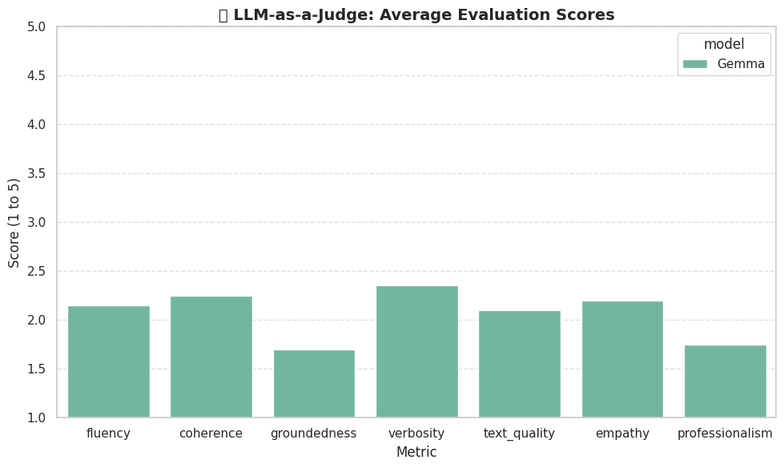 LLM-as-a-Judge: Average Evaluation Scores
5.0
model
Gemma
4.5
4.0
3.5
3.0
2.5
2.0
1.5
1.0
Score (1 to 5)
fluency coherence groundedness verbosity text_quality empathy professionalism
Metric